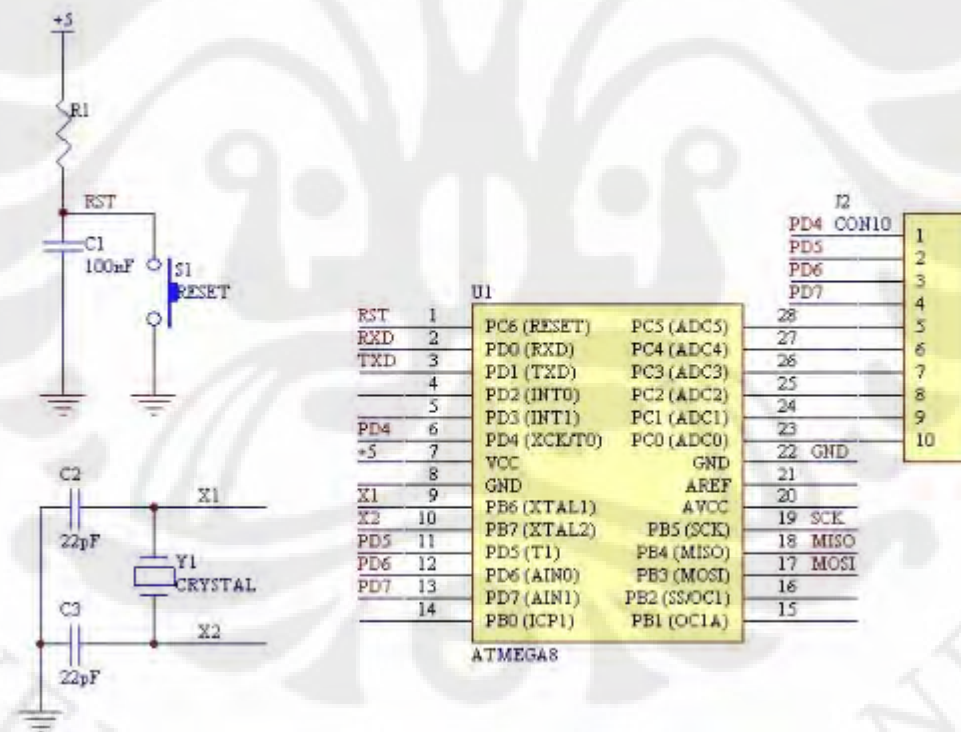 +5
R1
RST
C1
100nF
S1
RESET
C2
X1
22pF
Y1
CRYSTAL
C3
X2
22pF
U1
RST 1 PC6 (RESET) PC5 (ADC5) 28
RXD 2 PD0 (RXD) PC4 (ADC4) 27
TXD 3 PD1 (TXD) PC3 (ADC3) 26
4 PD2 (INT0) PC2 (ADC2) 25
5 PD3 (INT1) PC1 (ADC1) 24
PD4 6 PD4 (XCK/T0) PC0 (ADC0) 23
+5 7 VCC GND 22 GND
8 GND AREF 21
X1 9 PB6 (XTAL1) AVCC 20
X2 10 PB7 (XTAL2) PB5 (SCK) 19 SCK
PD5 11 PD5 (T1) PB4 (MISO) 18 MISO
PD6 12 PD6 (AIN0) PB3 (MOSI) 17 MOSI
PD7 13 PD7 (AIN1) PB2 (SS/OC1) 16
14 PB0 (ICP1) PB1 (OC1A) 15
ATMEGA8
J2
PD4 CON10 1
PD5 2
PD6 3
PD7 4
5
6
7
8
9
10